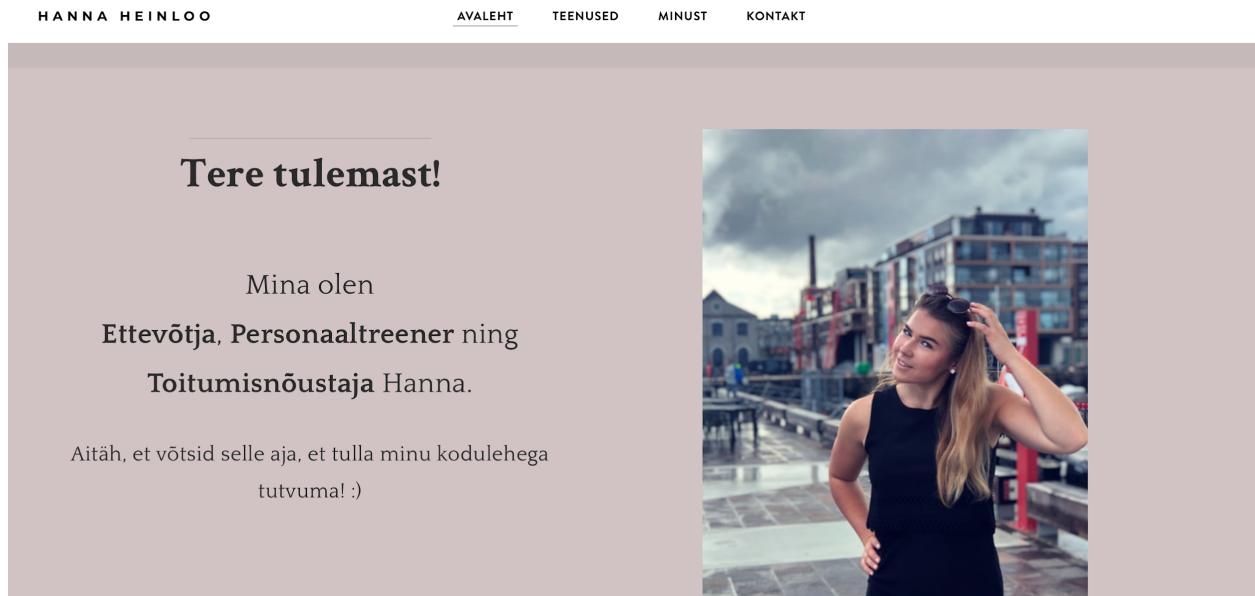 HANNA HEINLOO
AVALEHT TEENUSED MINUST KONTAKT
Tere tulemast!
Mina olen
Ettevõtja, Personaaltreener ning
Toitumisnõustaja Hanna.
Aitäh, et võtsid selle aja, et tulla minu kodulehega
tutvuma! :)